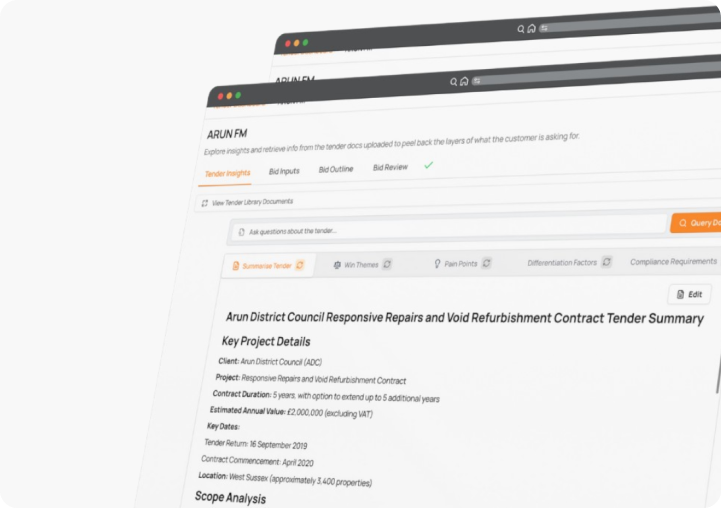 ARUN FM
ARUN FM
Explore insights and retrieve info from the tender docs uploaded to peel back the layers of what the customer is asking for.
Tender Insights
Bid Inputs
Bid Outline
Bid Review
View Tender Library Documents
Ask questions about the tender...
Query Do
Summarise Tender
Win Themes
Pain Points
Differentiation Factors
Compliance Requirements
Edit
Arun District Council Responsive Repairs and Void Refurbishment Contract Tender Summary
Key Project Details
Client: Arun District Council (ADC)
Project: Responsive Repairs and Void Refurbishment Contract
Contract Duration: 5 years, with option to extend up to 5 additional years
Estimated Annual Value: £2,000,000 (excluding VAT)
Key Dates:
Tender Return: 16 September 2019
Contract Commencement: April 2020
Location: West Sussex (approximately 3,400 properties)
Scope Analysis